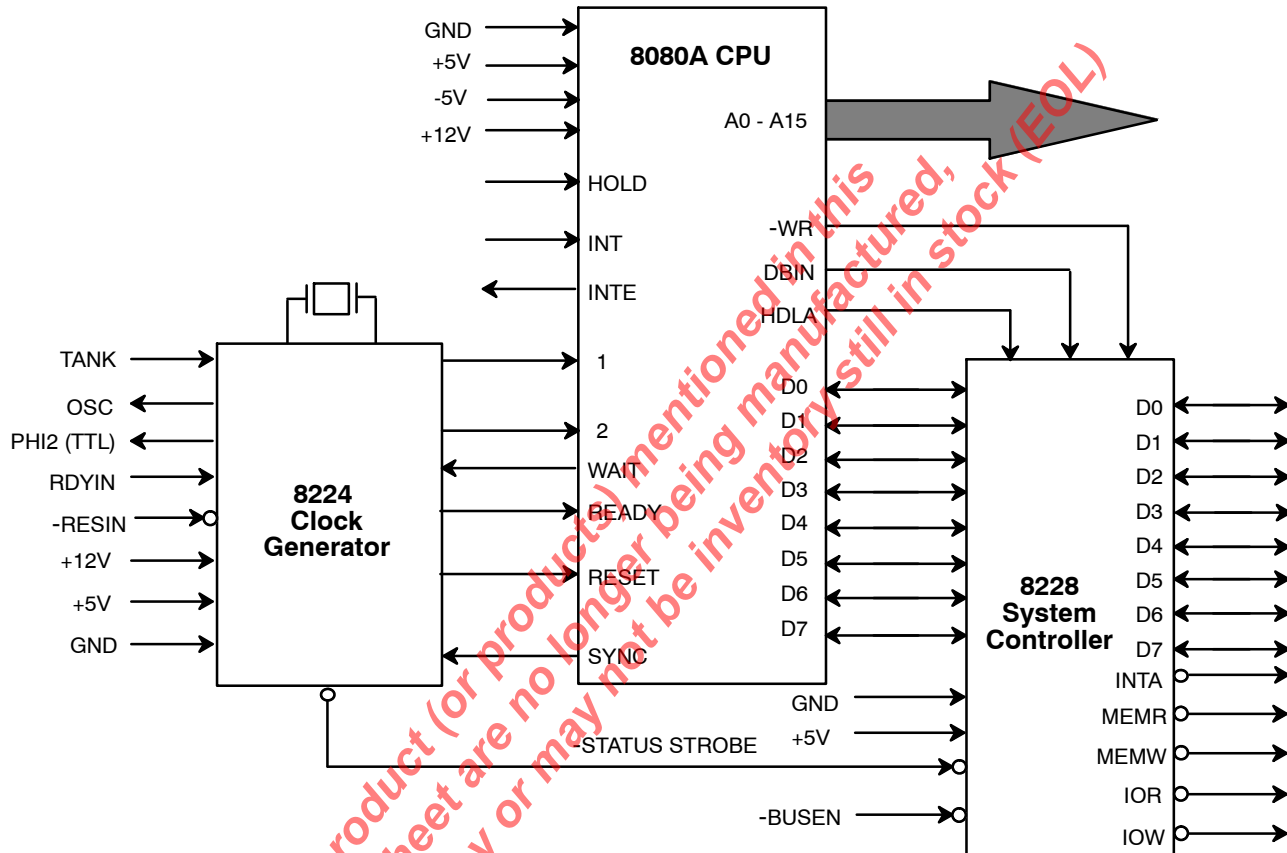 GND
+5V
-5V
+12V
HOLD
INT
INTE
8080A CPU
A0 - A15
-WR
DBIN
HDLA
1
2
WAIT
READY
RESET
SYNC
D0
D1
D2
D3
D4
D5
D6
D7
TANK
OSC
PHI2 (TTL)
RDYIN
-RESIN
+12V
+5V
GND
8224
Clock
Generator
-STATUS STROBE
GND
+5V
-BUSEN
8228
System
Controller
D0
D1
D2
D3
D4
D5
D6
D7
INTA
MEMR
MEMW
IOR
IOW
product (or products) mentioned in this
sheet are no longer being manufactured,
or may not be inventory still in stock (EOL)